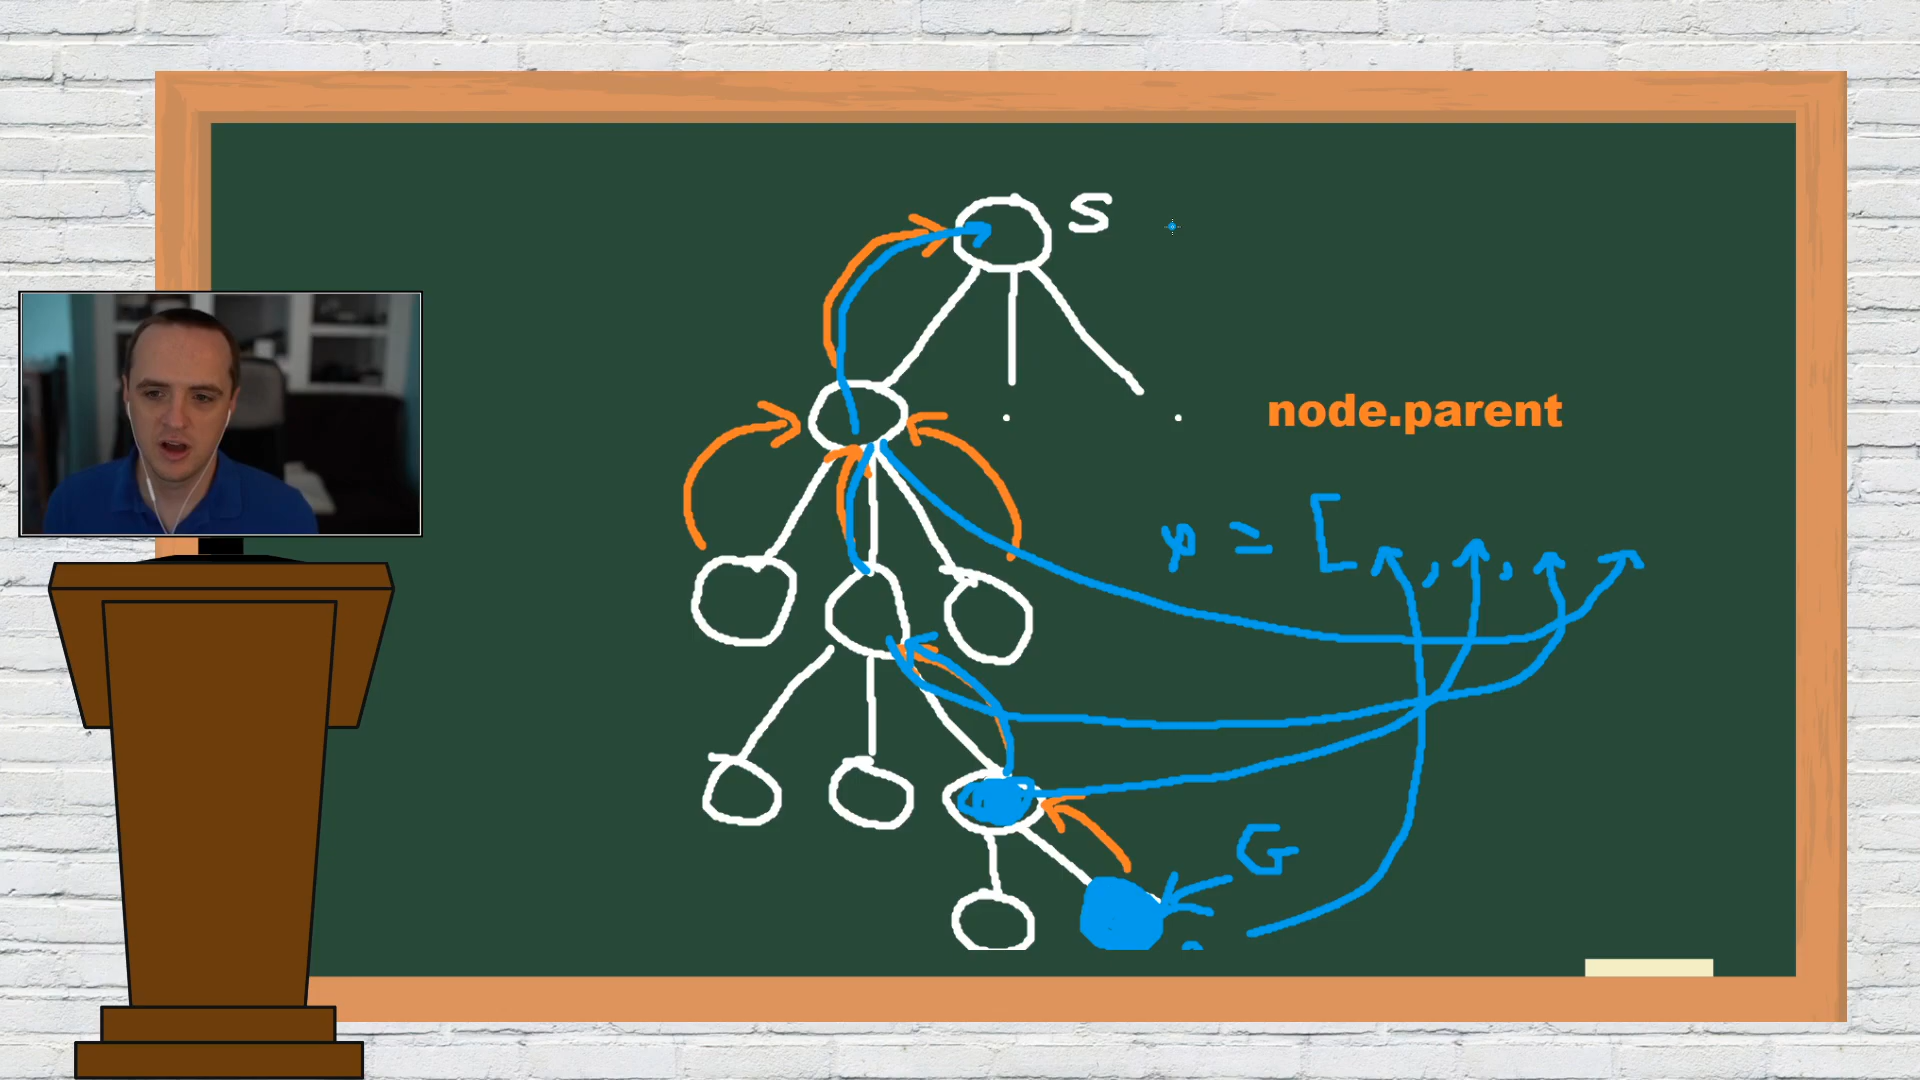 S
node.parent
p = [ , ,
G